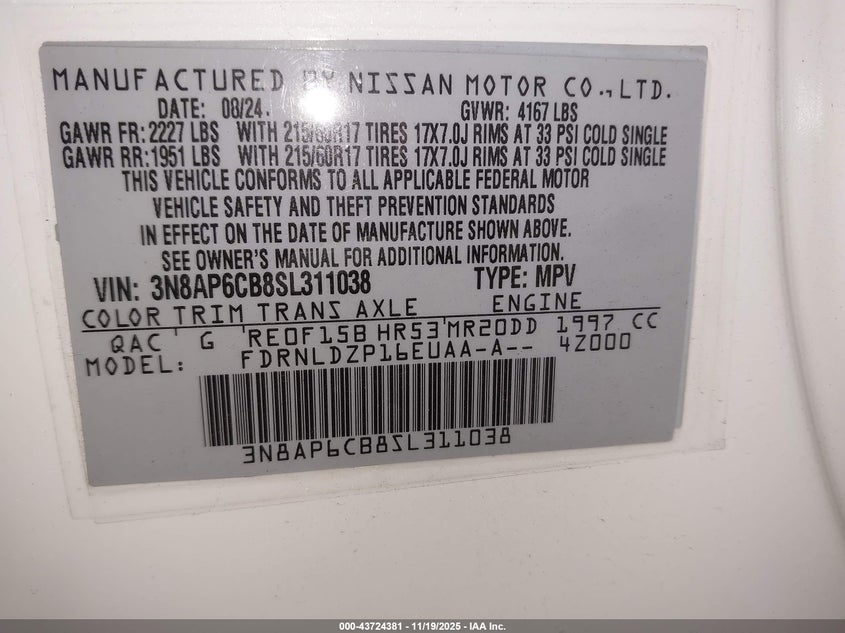 MANUFACTURED BY NISSAN MOTOR CO.,LTD.
DATE: 08/24. GVWR: 4167 LBS
GAWR FR: 2227 LBS WITH 215/60R17 TIRES 17X7.0J RIMS AT 33 PSI COLD SINGLE
GAWR RR: 1951 LBS WITH 215/60R17 TIRES 17X7.0J RIMS AT 33 PSI COLD SINGLE
THIS VEHICLE CONFORMS TO ALL APPLICABLE FEDERAL MOTOR
VEHICLE SAFETY AND THEFT PREVENTION STANDARDS
IN EFFECT ON THE DATE OF MANUFACTURE SHOWN ABOVE.
SEE OWNER'S MANUAL FOR ADDITIONAL INFORMATION.
VIN: 3N8AP6CB8SL311038 TYPE: MPV
COLOR TRIM TRANS AXLE ENGINE
QAC G RE0F15B HR53 MR20DD 1997 CC
MODEL: FDRNLDZP16EUAA-A-- 4Z000
3N8AP6CB8SL311038
000-43724381 | 11/19/2025 - IAA Inc.